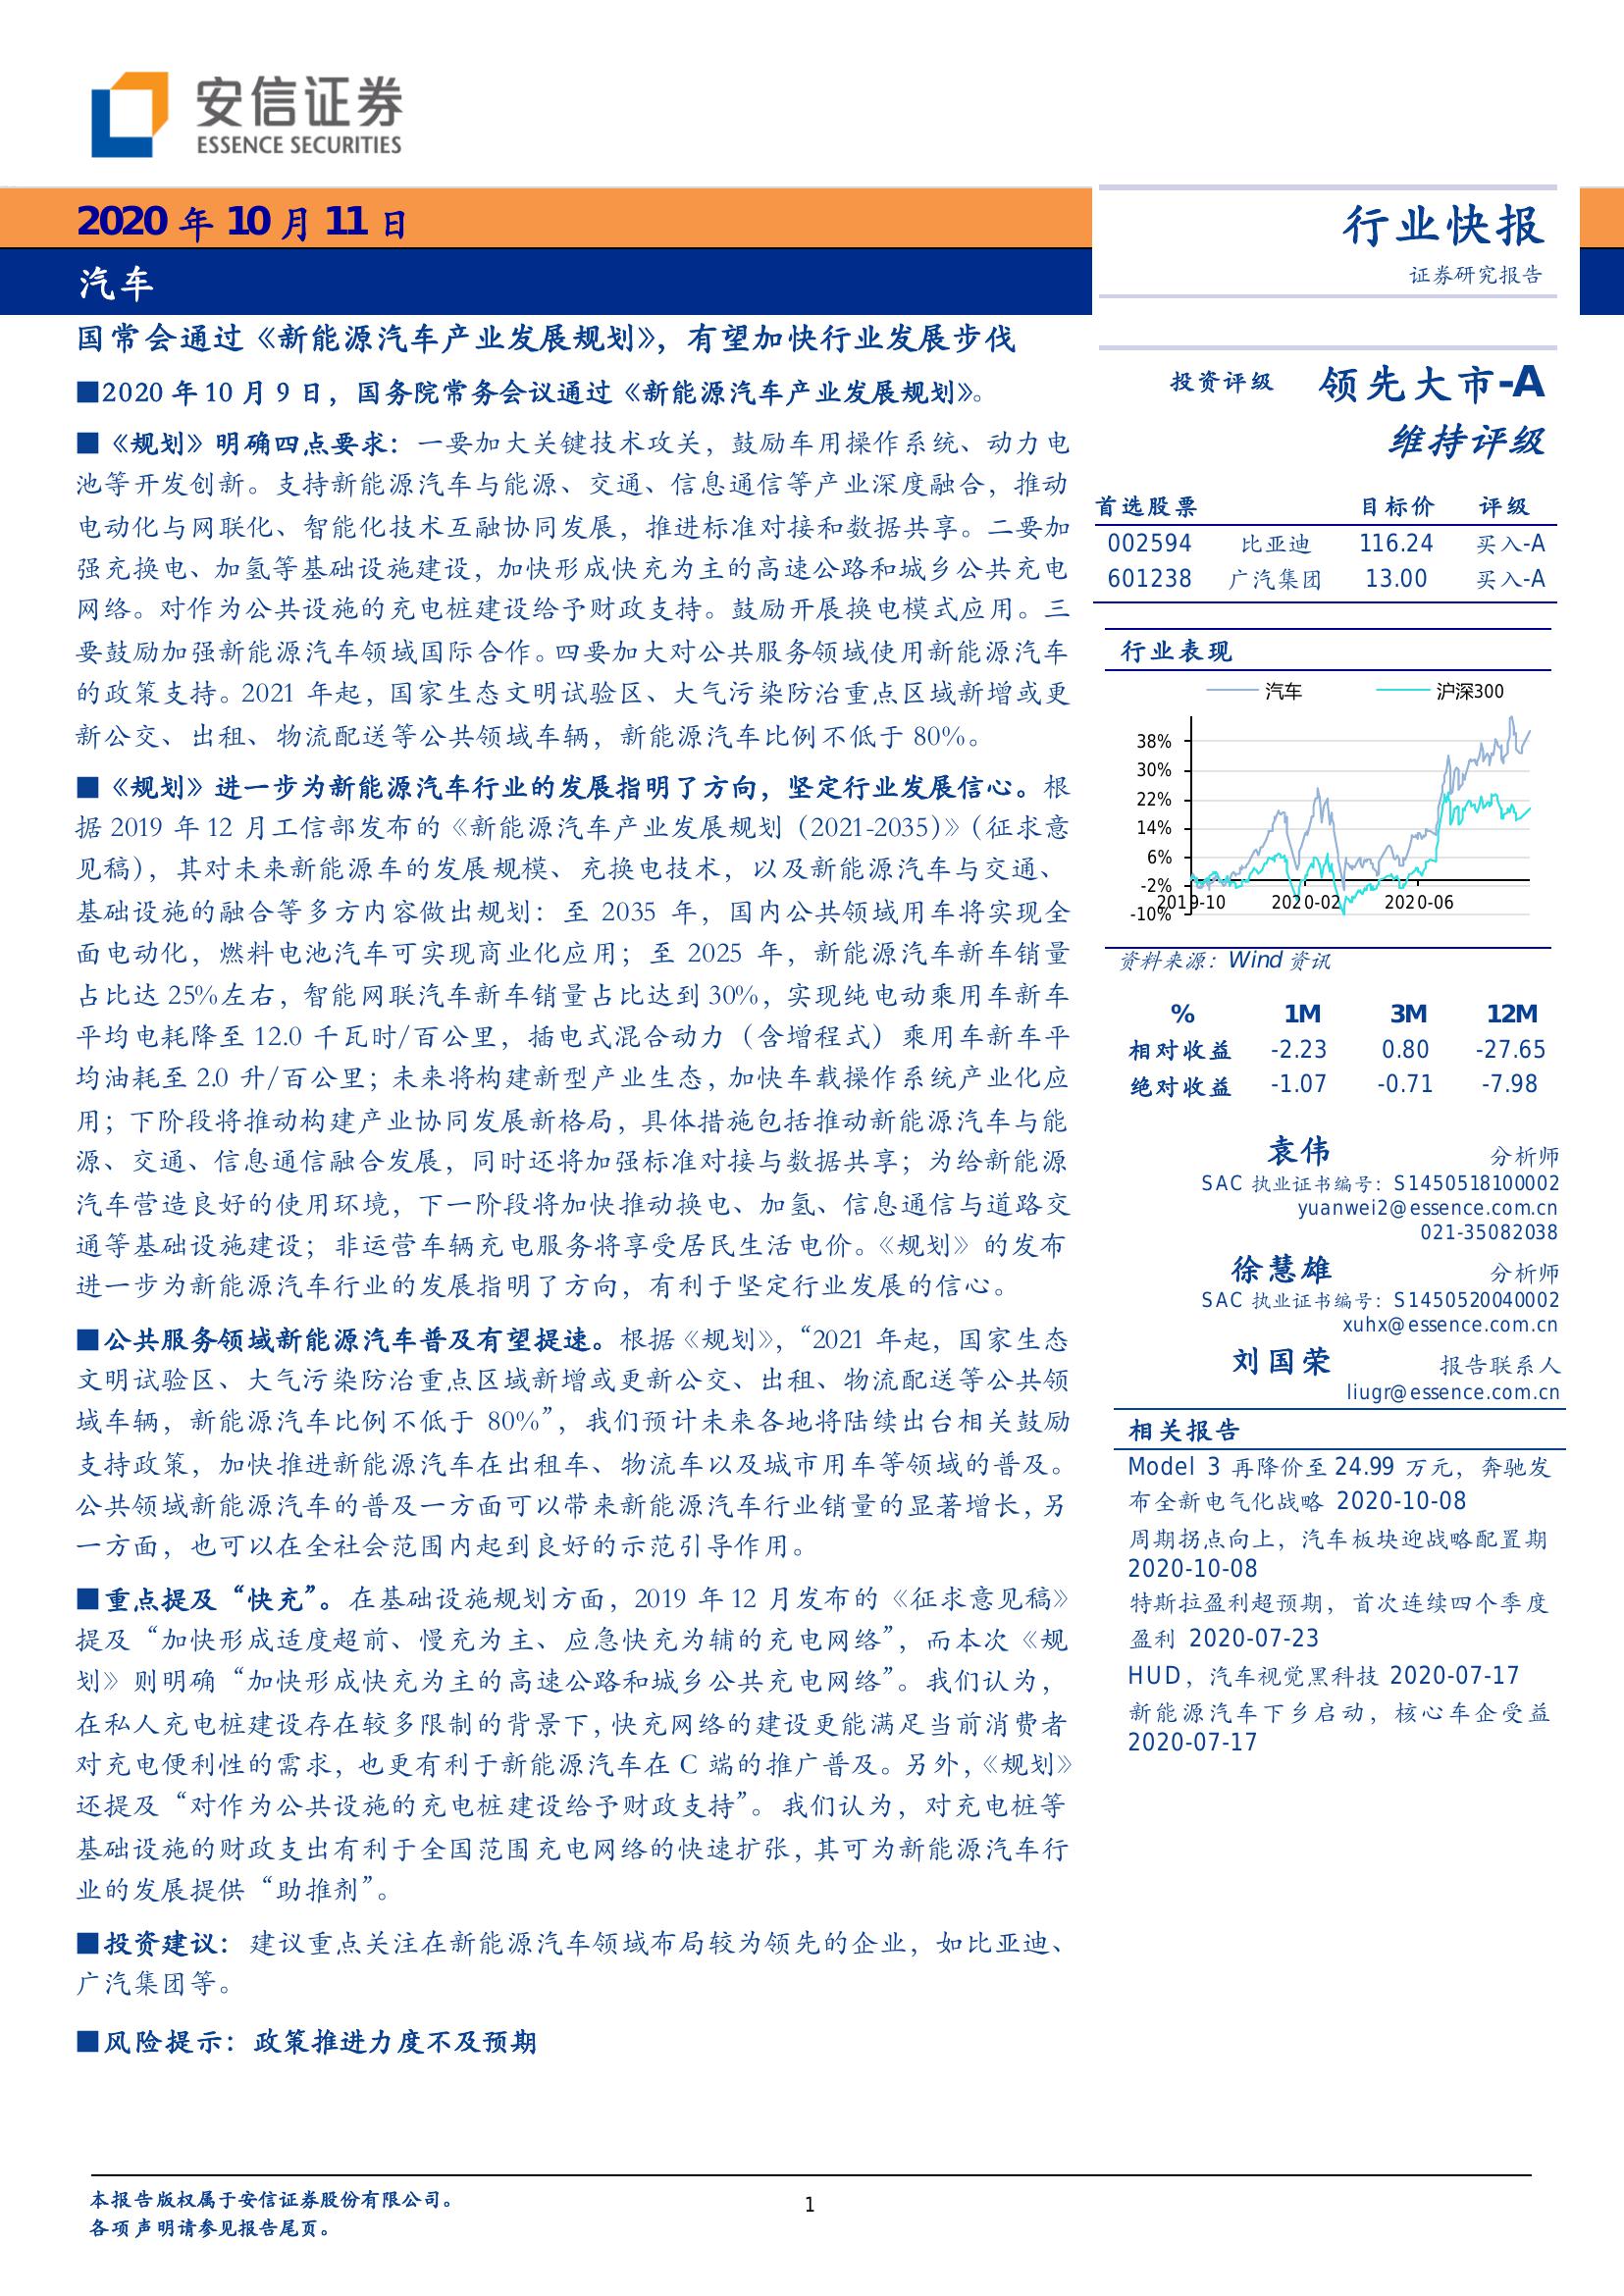 安信证券
ESSENCE SECURITIES
2020 年 10 月 11 日
汽车
行业快报
证券研究报告
国常会通过《新能源汽车产业发展规划》，有望加快行业发展步伐
■2020 年 10 月 9 日，国务院常务会议通过《新能源汽车产业发展规划》。
■《规划》明确四点要求：一要加大关键技术攻关，鼓励车用操作系统、动力电
池等开发创新。支持新能源汽车与能源、交通、信息通信等产业深度融合，推动
电动化与网联化、智能化技术互融协同发展，推进标准对接和数据共享。二要加
强充换电、加氢等基础设施建设，加快形成快充为主的高速公路和城乡公共充电
网络。对作为公共设施的充电桩建设给予财政支持。鼓励开展换电模式应用。三
要鼓励加强新能源汽车领域国际合作。四要加大对公共服务领域使用新能源汽车
的政策支持。2021 年起，国家生态文明试验区、大气污染防治重点区域新增或更
新公交、出租、物流配送等公共领域车辆，新能源汽车比例不低于 80%。
■《规划》进一步为新能源汽车行业的发展指明了方向，坚定行业发展信心。根
据 2019 年 12 月工信部发布的《新能源汽车产业发展规划（2021-2035）》（征求意
见稿），其对未来新能源车的发展规模、充换电技术，以及新能源汽车与交通、
基础设施的融合等多方内容做出规划：至 2035 年，国内公共领域用车将实现全
面电动化，燃料电池汽车可实现商业化应用；至 2025 年，新能源汽车新车销量
占比达 25%左右，智能网联汽车新车销量占比达到 30%，实现纯电动乘用车新车
平均电耗降至 12.0 千瓦时/百公里，插电式混合动力（含增程式）乘用车新车平
均油耗至 2.0 升/百公里；未来将构建新型产业生态，加快车载操作系统产业化应
用；下阶段将推动构建产业协同发展新格局，具体措施包括推动新能源汽车与能
源、交通、信息通信融合发展，同时还将加强标准对接与数据共享；为给新能源
汽车营造良好的使用环境，下一阶段将加快推动换电、加氢、信息通信与道路交
通等基础设施建设；非运营车辆充电服务将享受居民生活电价。《规划》的发布
进一步为新能源汽车行业的发展指明了方向，有利于坚定行业发展的信心。
■公共服务领域新能源汽车普及有望提速。根据《规划》，“2021 年起，国家生态
文明试验区、大气污染防治重点区域新增或更新公交、出租、物流配送等公共领
域车辆，新能源汽车比例不低于 80%”，我们预计未来各地将陆续出台相关鼓励
支持政策，加快推进新能源汽车在出租车、物流车以及城市用车等领域的普及。
公共领域新能源汽车的普及一方面可以带来新能源汽车行业销量的显著增长，另
一方面，也可以在全社会范围内起到良好的示范引导作用。
■重点提及“快充”。在基础设施规划方面，2019 年 12 月发布的《征求意见稿》
提及“加快形成适度超前、慢充为主、应急快充为辅的充电网络”，而本次《规
划》则明确“加快形成快充为主的高速公路和城乡公共充电网络”。我们认为，
在私人充电桩建设存在较多限制的背景下，快充网络的建设更能满足当前消费者
对充电便利性的需求，也更有利于新能源汽车在 C 端的推广普及。另外，《规划》
还提及“对作为公共设施的充电桩建设给予财政支持”。我们认为，对充电桩等
基础设施的财政支出有利于全国范围充电网络的快速扩张，其可为新能源汽车行
业的发展提供“助推剂”。
■投资建议：建议重点关注在新能源汽车领域布局较为领先的企业，如比亚迪、
广汽集团等。
■风险提示：政策推进力度不及预期
投资评级 领先大市-A
维持评级
首选股票 目标价 评级
002594 比亚迪 116.24 买入-A
601238 广汽集团 13.00 买入-A
行业表现
汽车 沪深300
38%
30%
22%
14%
6%
-2%
-10%
2019-10 2020-02 2020-06
资料来源：Wind 资讯
% 1M 3M 12M
相对收益 -2.23 0.80 -27.65
绝对收益 -1.07 -0.71 -7.98
袁伟 分析师
SAC 执业证书编号：S1450518100002
yuanwei2@essence.com.cn
021-35082038
徐慧雄 分析师
SAC 执业证书编号：S1450520040002
xuhx@essence.com.cn
刘国荣 报告联系人
liugr@essence.com.cn
相关报告
Model 3 再降价至 24.99 万元，奔驰发
布全新电气化战略 2020-10-08
周期拐点向上，汽车板块迎战略配置期
2020-10-08
特斯拉盈利超预期，首次连续四个季度
盈利 2020-07-23
HUD，汽车视觉黑科技 2020-07-17
新能源汽车下乡启动，核心车企受益
2020-07-17
本报告版权属于安信证券股份有限公司。
各项声明请参见报告尾页。
1